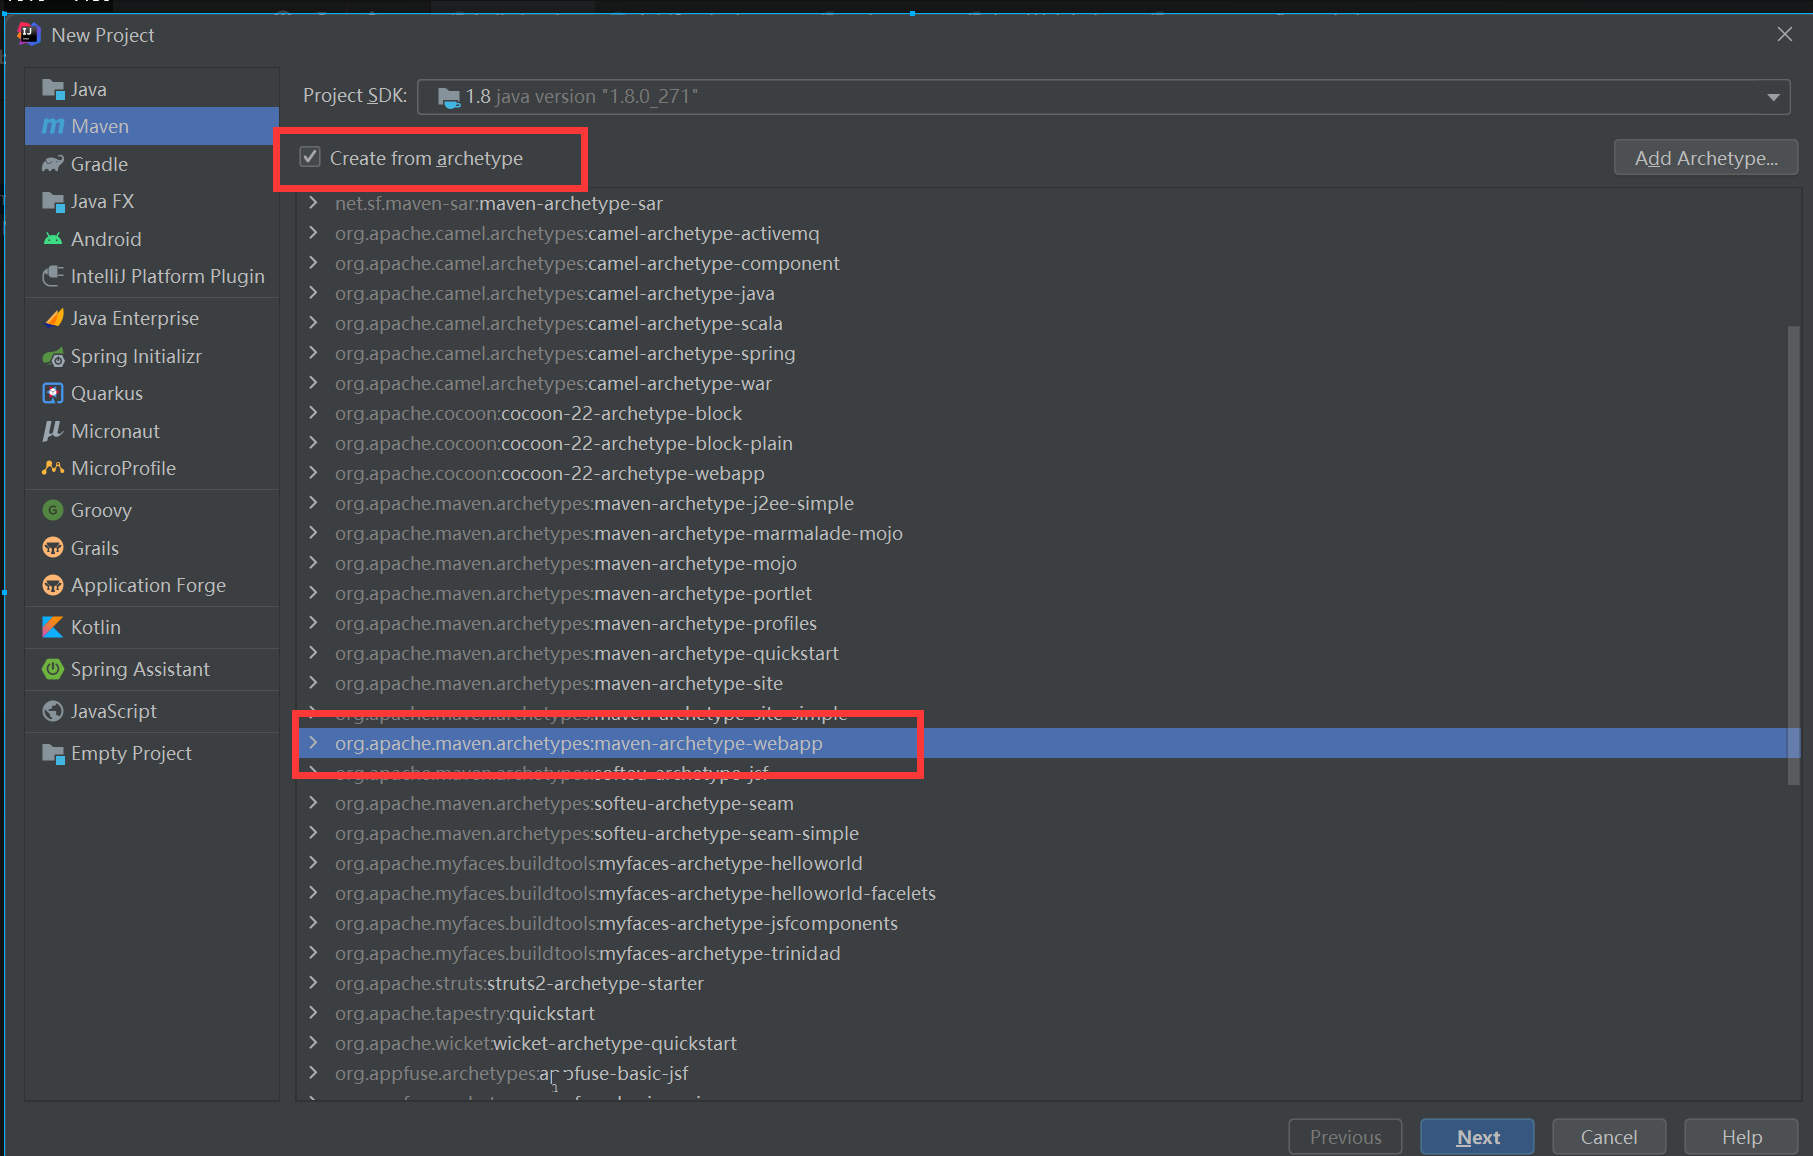 New Project
Java
Maven
Gradle
Java FX
Android
IntelliJ Platform Plugin
Java Enterprise
Spring Initializr
Quarkus
Micronaut
MicroProfile
Groovy
Grails
Application Forge
Kotlin
Spring Assistant
JavaScript
Empty Project
Project SDK: 1.8 java version "1.8.0_271"
Create from archetype
Add Archetype...
net.sf.maven-sar:maven-archetype-sar
org.apache.camel.archetypes:camel-archetype-activemq
org.apache.camel.archetypes:camel-archetype-component
org.apache.camel.archetypes:camel-archetype-java
org.apache.camel.archetypes:camel-archetype-scala
org.apache.camel.archetypes:camel-archetype-spring
org.apache.camel.archetypes:camel-archetype-war
org.apache.cocoon:cocoon-22-archetype-block
org.apache.cocoon:cocoon-22-archetype-block-plain
org.apache.cocoon:cocoon-22-archetype-webapp
org.apache.maven.archetypes:maven-archetype-j2ee-simple
org.apache.maven.archetypes:maven-archetype-marmalade-mojo
org.apache.maven.archetypes:maven-archetype-mojo
org.apache.maven.archetypes:maven-archetype-portlet
org.apache.maven.archetypes:maven-archetype-profiles
org.apache.maven.archetypes:maven-archetype-quickstart
org.apache.maven.archetypes:maven-archetype-site
org.apache.maven.archetypes:maven-archetype-site-simple
org.apache.maven.archetypes:maven-archetype-webapp
org.apache.maven.archetypes:softeu-archetype-jsf
org.apache.maven.archetypes:softeu-archetype-seam
org.apache.maven.archetypes:softeu-archetype-seam-simple
org.apache.myfaces.buildtools:myfaces-archetype-helloworld
org.apache.myfaces.buildtools:myfaces-archetype-helloworld-facelets
org.apache.myfaces.buildtools:myfaces-archetype-jsfcomponents
org.apache.myfaces.buildtools:myfaces-archetype-trinidad
org.apache.struts:struts2-archetype-starter
org.apache.tapestry:quickstart
org.apache.wicket:wicket-archetype-quickstart
org.appfuse.archetypes:appfuse-basic-jsf
Previous
Next
Cancel
Help